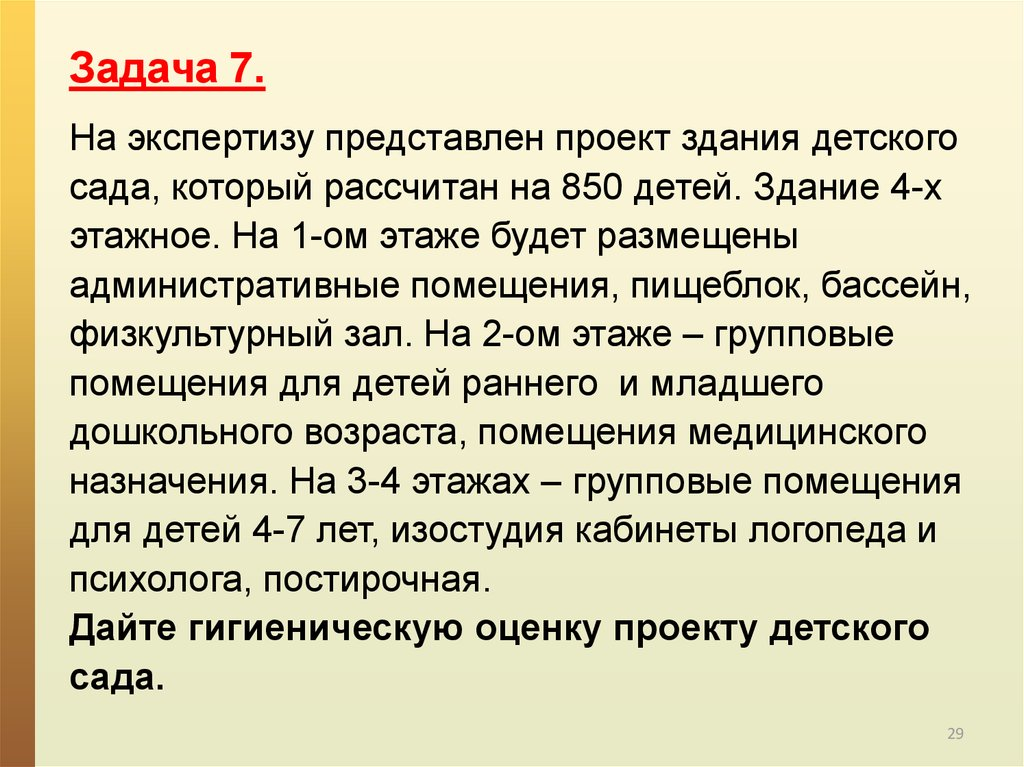 Задача 7.
На экспертизу представлен проект здания детского
сада, который рассчитан на 850 детей. Здание 4-х
этажное. На 1-ом этаже будет размещены
административные помещения, пищеблок, бассейн,
физкультурный зал. На 2-ом этаже – групповые
помещения для детей раннего  и младшего
дошкольного возраста, помещения медицинского
назначения. На 3-4 этажах – групповые помещения
для детей 4-7 лет, изостудия кабинеты логопеда и
психолога, постирочная.
Дайте гигиеническую оценку проекту детского
сада.
29